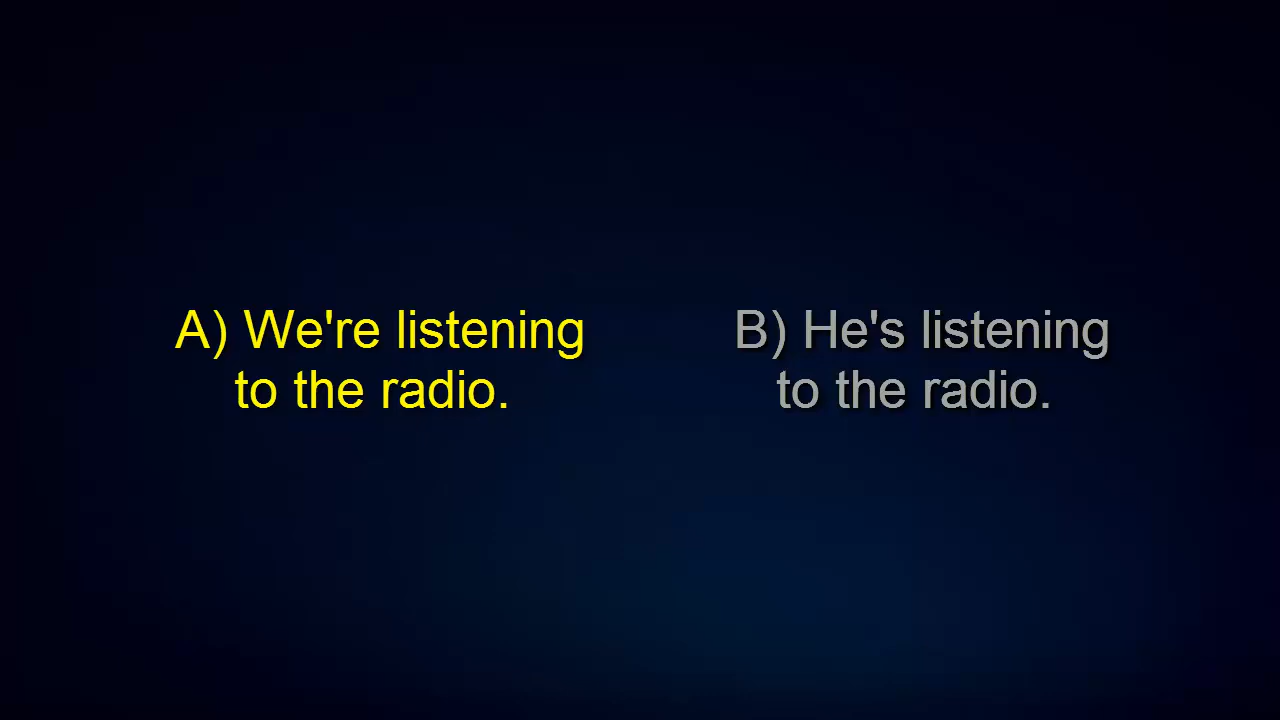 A) We're listening
to the radio.
B) He's listening
to the radio.